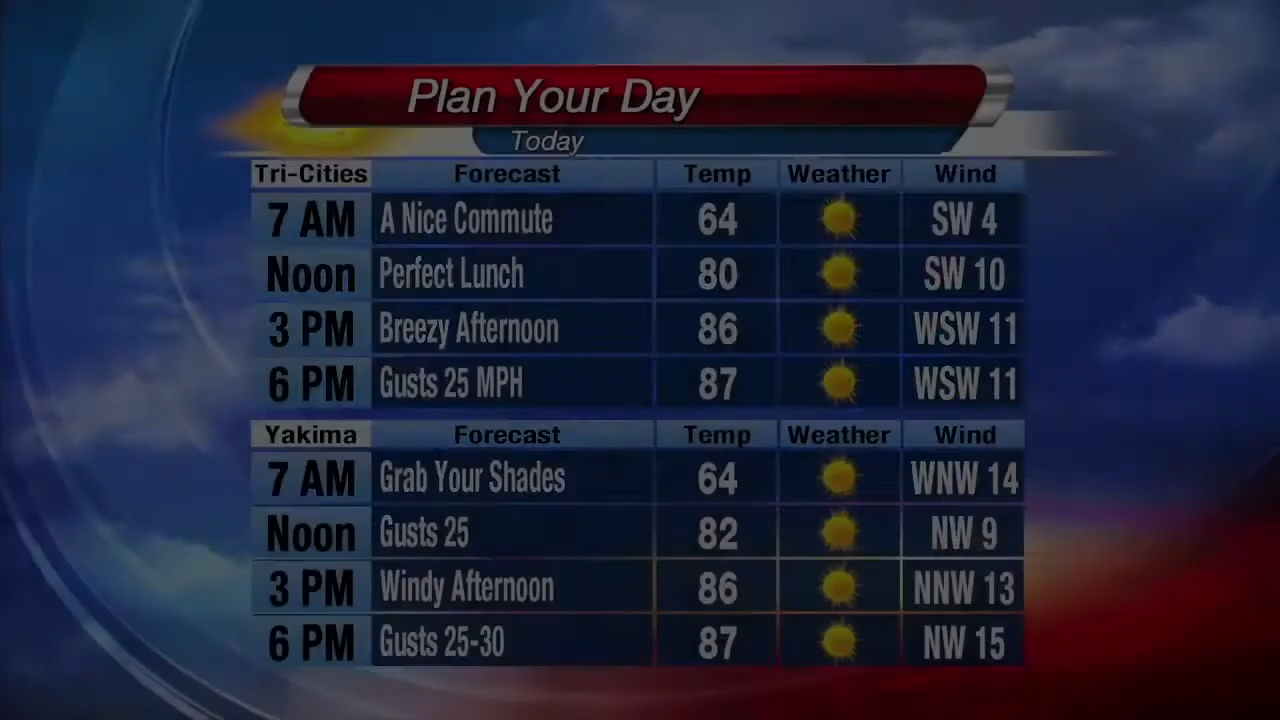 Plan Your Day
Today
Tri-Cities Forecast Temp Weather Wind
7 AM A Nice Commute 64 SW 4
Noon Perfect Lunch 80 SW 10
3 PM Breezy Afternoon 86 WSW 11
6 PM Gusts 25 MPH 87 WSW 11
Yakima Forecast Temp Weather Wind
7 AM Grab Your Shades 64 WNW 14
Noon Gusts 25 82 NW 9
3 PM Windy Afternoon 86 NNW 13
6 PM Gusts 25-30 87 NW 15